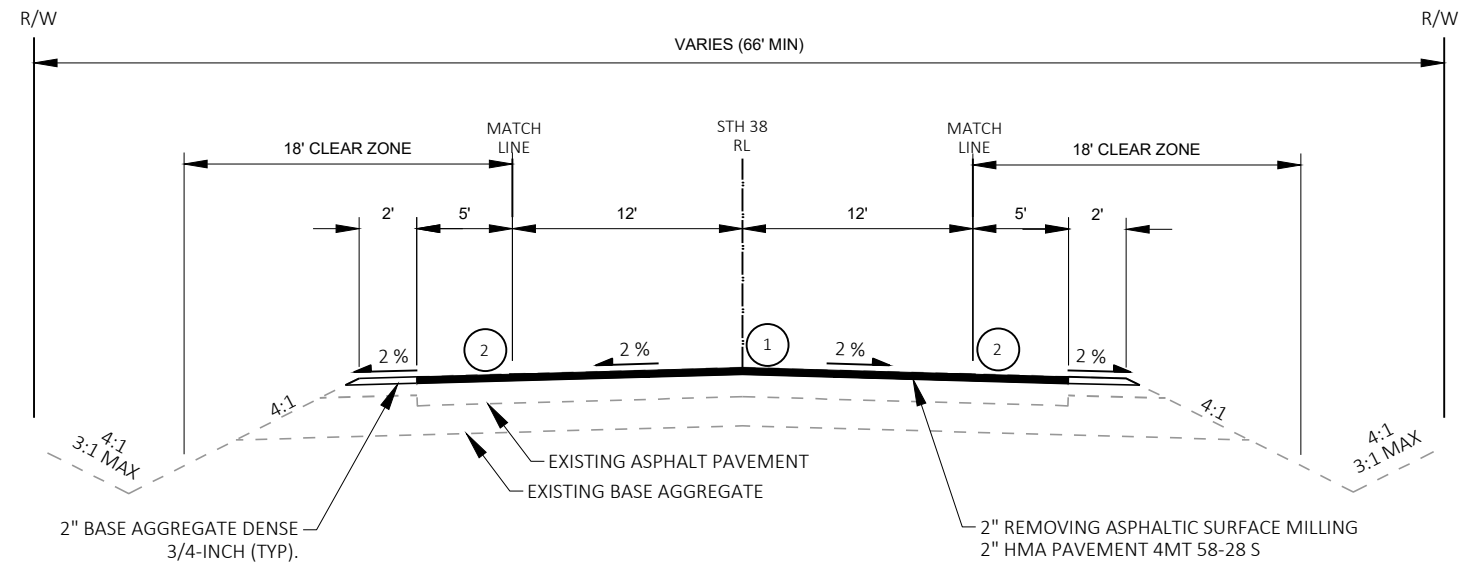 R/W
R/W
VARIES (66' MIN)
MATCH
LINE
STH 38
RL
MATCH
LINE
18' CLEAR ZONE
18' CLEAR ZONE
2'
5'
12'
12'
5'
2'
2 %
2
2 %
1
2 %
2
2 %
4:1
4:1
4:1
3:1 MAX
4:1
3:1 MAX
EXISTING ASPHALT PAVEMENT
EXISTING BASE AGGREGATE
2" BASE AGGREGATE DENSE
3/4-INCH (TYP).
2" REMOVING ASPHALTIC SURFACE MILLING
2" HMA PAVEMENT 4MT 58-28 S